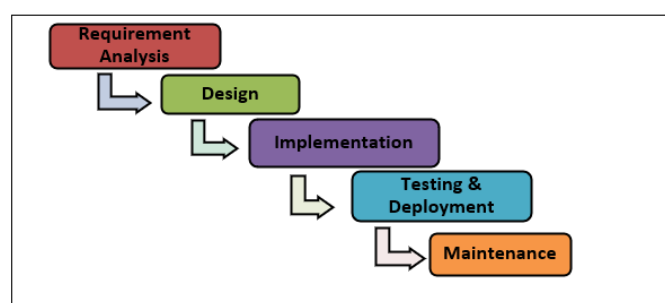 Requirement
Analysis
Design
Implementation
Testing &
Deployment
Maintenance